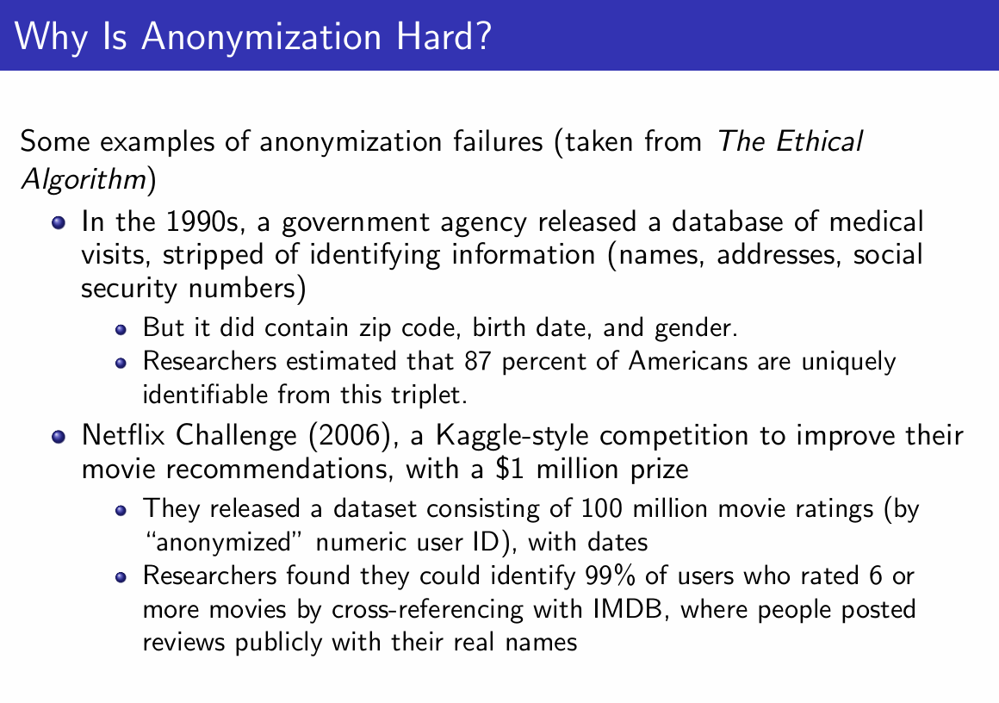 Why Is Anonymization Hard?
Some examples of anonymization failures (taken from The Ethical
Algorithm)
In the 1990s, a government agency released a database of medical
visits, stripped of identifying information (names, addresses, social
security numbers)
But it did contain zip code, birth date, and gender.
Researchers estimated that 87 percent of Americans are uniquely
identifiable from this triplet.
Netflix Challenge (2006), a Kaggle-style competition to improve their
movie recommendations, with a $1 million prize
They released a dataset consisting of 100 million movie ratings (by
“anonymized” numeric user ID), with dates
Researchers found they could identify 99% of users who rated 6 or
more movies by cross-referencing with IMDB, where people posted
reviews publicly with their real names